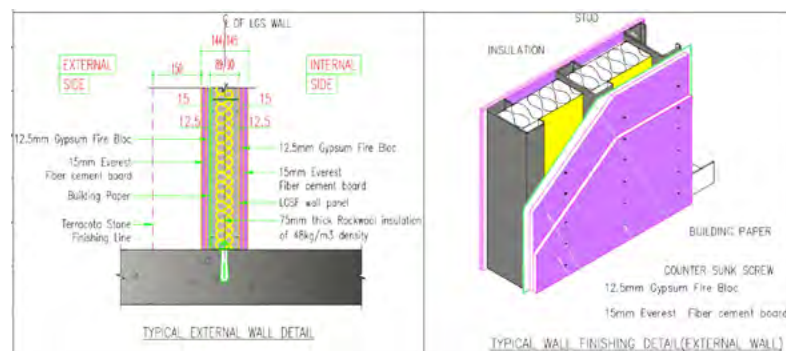 ℄ OF LGS WALL
144 145
150
89 90
EXTERNAL
SIDE
INTERNAL
SIDE
15
15
12.5
12.5
12.5mm Gypsum Fire Bloc
15mm Everest
Fiber cement board
Building Paper
Terracota Stone
Finishing Line
12.5mm Gypsum Fire Bloc
15mm Everest
Fiber cement board
LGSF wall panel
75mm thick Rockwool insulation
of 48kg/m3 density
TYPICAL EXTERNAL WALL DETAIL
STUD
INSULATION
BUILDING PAPER
COUNTER SUNK SCREW
12.5mm Gypsum Fire Bloc
15mm Everest Fiber cement board
TYPICAL WALL FINISHING DETAIL(EXTERNAL WALL)